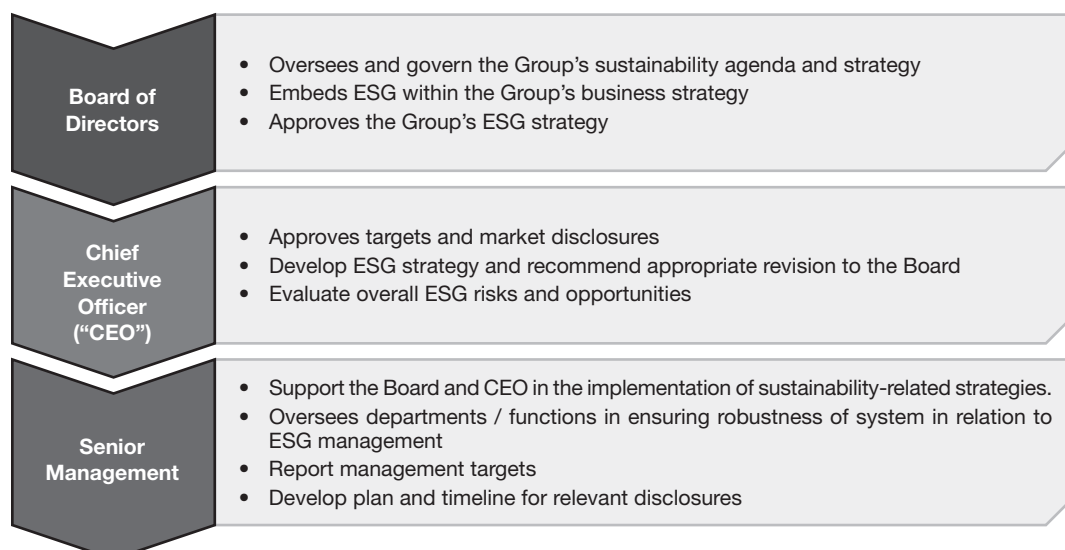 Board of
Directors
• Oversees and govern the Group’s sustainability agenda and strategy
• Embeds ESG within the Group’s business strategy
• Approves the Group’s ESG strategy
Chief
Executive
Officer
(“CEO”)
• Approves targets and market disclosures
• Develop ESG strategy and recommend appropriate revision to the Board
• Evaluate overall ESG risks and opportunities
Senior
Management
• Support the Board and CEO in the implementation of sustainability-related strategies.
• Oversees departments / functions in ensuring robustness of system in relation to
ESG management
• Report management targets
• Develop plan and timeline for relevant disclosures